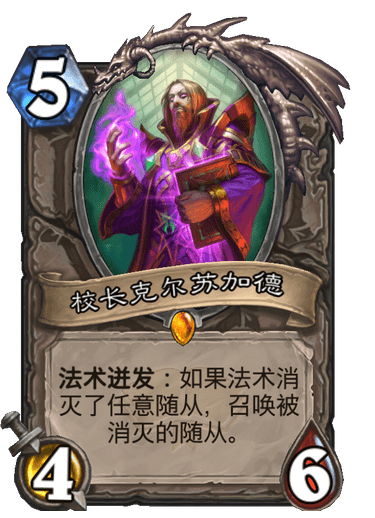 5
校长克尔苏加德
法术迸发：如果法术消
灭了任意随从，召唤被
消灭的随从。
4
6